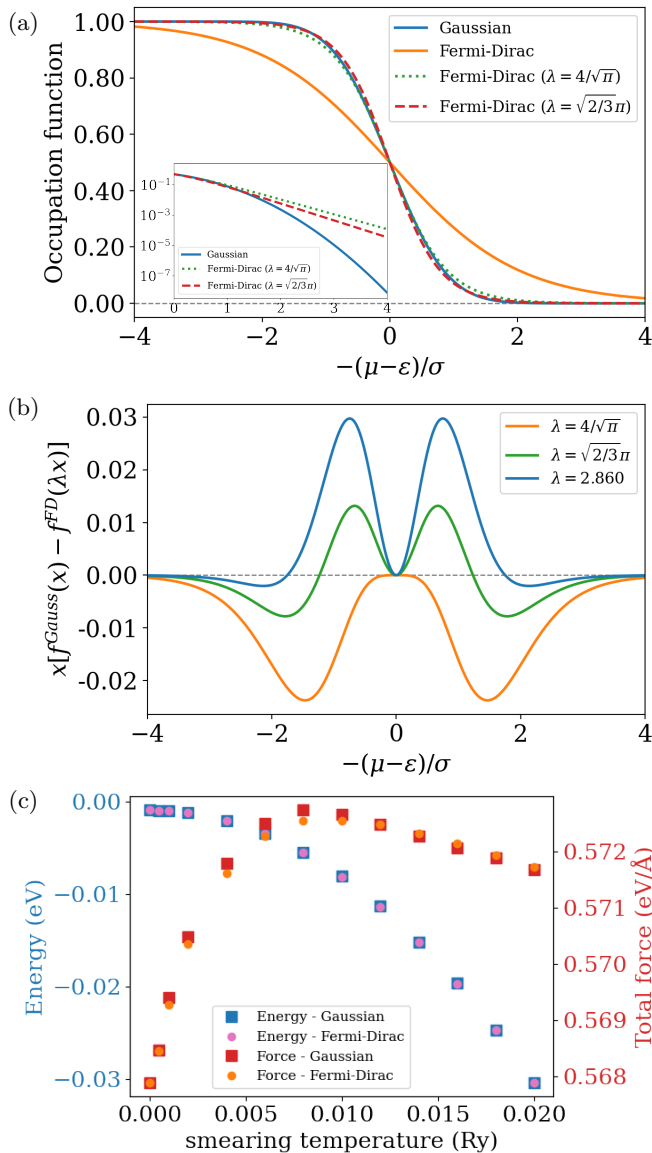 (a)
Occupation function
1.00
0.80
0.60
0.40
0.20
0.00
Gaussian
Fermi-Dirac
Fermi-Dirac (λ = 4/√π)
Fermi-Dirac (λ = √2/3π)
10⁻¹
10⁻³
10⁻⁵
10⁻⁷
Gaussian
Fermi-Dirac (λ = 4/√π)
Fermi-Dirac (λ = √2/3π)
0 1 2 3 4
−4 −2 0 2 4
−(μ−ε)/σ
(b)
x[f^Gauss(x) − f^FD(λx)]
0.03
0.02
0.01
0.00
-0.01
-0.02
λ = 4/√π
λ = √2/3π
λ = 2.860
−4 −2 0 2 4
−(μ−ε)/σ
(c)
Energy (eV)
0.00
−0.01
−0.02
−0.03
Energy - Gaussian
Energy - Fermi-Dirac
Force - Gaussian
Force - Fermi-Dirac
0.572
0.571
0.570
0.569
0.568
Total force (eV/Å)
0.000 0.005 0.010 0.015 0.020
smearing temperature (Ry)